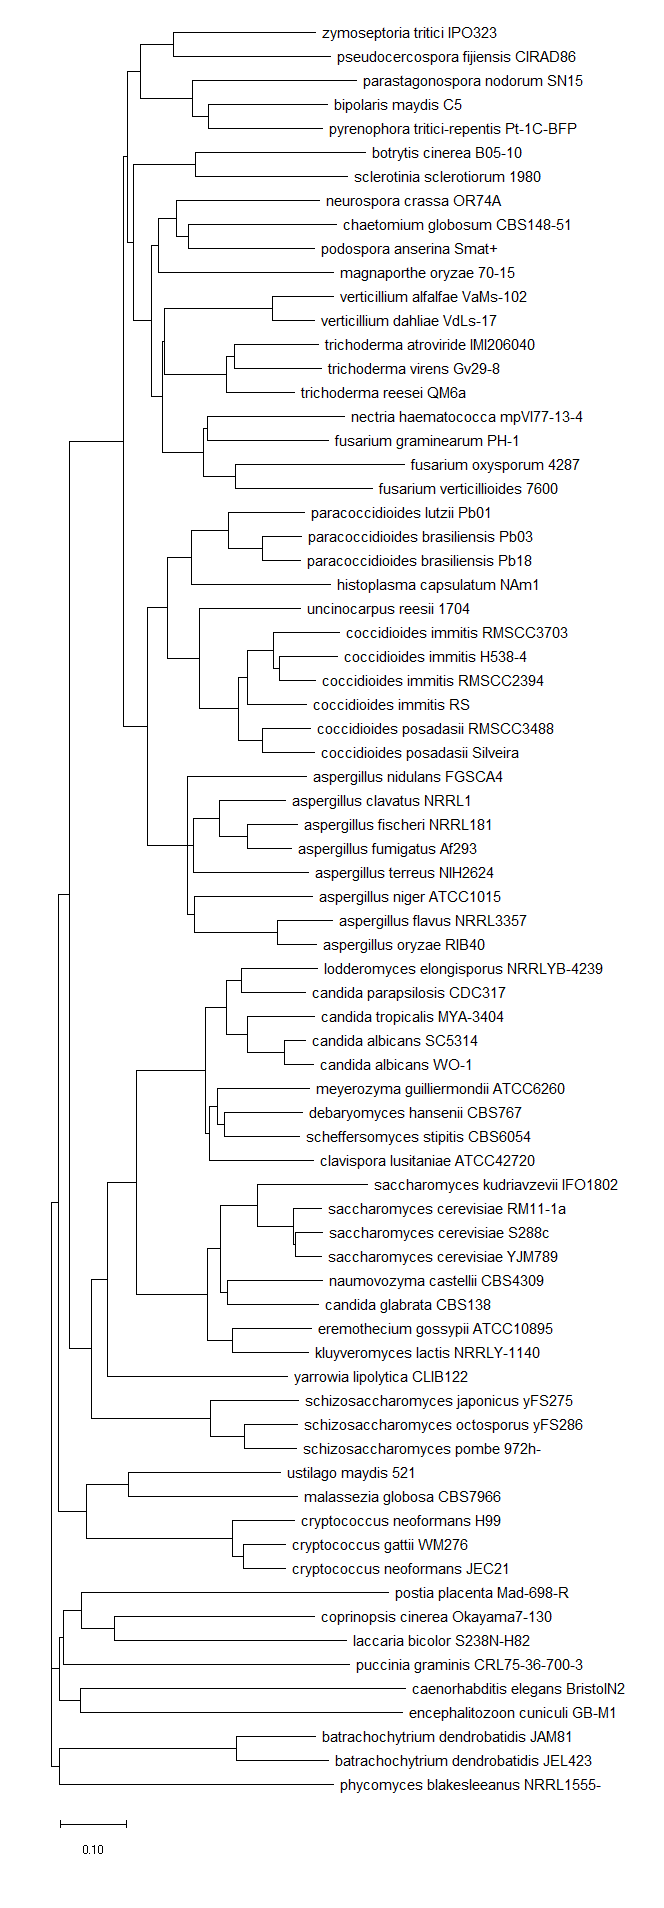 zymoseptoria tritici IPO323
pseudocercospora fijiensis CIRAD86
parastagonospora nodorum SN15
bipolaris maydis C5
pyrenophora tritici-repentis Pt-1C-BFP
botrytis cinerea B05-10
sclerotinia sclerotiorum 1980
neurospora crassa OR74A
chaetomium globosum CBS148-51
podospora anserina Smat+
magnaporthe oryzae 70-15
verticillium alfalfae VaMs-102
verticillium dahliae VdLs-17
trichoderma atroviride IMI206040
trichoderma virens Gv29-8
trichoderma reesei QM6a
nectria haematococca mpVI77-13-4
fusarium graminearum PH-1
fusarium oxysporum 4287
fusarium verticillioides 7600
paracoccidioides lutzii Pb01
paracoccidioides brasiliensis Pb03
paracoccidioides brasiliensis Pb18
histoplasma capsulatum NAm1
uncinocarpus reesii 1704
coccidioides immitis RMSCC3703
coccidioides immitis H538-4
coccidioides immitis RMSCC2394
coccidioides immitis RS
coccidioides posadasii RMSCC3488
coccidioides posadasii Silveira
aspergillus nidulans FGSCA4
aspergillus clavatus NRRL1
aspergillus fischeri NRRL181
aspergillus fumigatus Af293
aspergillus terreus NIH2624
aspergillus niger ATCC1015
aspergillus flavus NRRL3357
aspergillus oryzae RIB40
lodderomyces elongisporus NRRLYB-4239
candida parapsilosis CDC317
candida tropicalis MYA-3404
candida albicans SC5314
candida albicans WO-1
meyerozyma guilliermondii ATCC6260
debaryomyces hansenii CBS767
scheffersomyces stipitis CBS6054
clavispora lusitaniae ATCC42720
saccharomyces kudriavzevii IFO1802
saccharomyces cerevisiae RM11-1a
saccharomyces cerevisiae S288c
saccharomyces cerevisiae YJM789
naumovozyma castellii CBS4309
candida glabrata CBS138
eremothecium gossypii ATCC10895
kluyveromyces lactis NRRLY-1140
yarrowia lipolytica CLIB122
schizosaccharomyces japonicus yFS275
schizosaccharomyces octosporus yFS286
schizosaccharomyces pombe 972h-
ustilago maydis 521
malassezia globosa CBS7966
cryptococcus neoformans H99
cryptococcus gattii WM276
cryptococcus neoformans JEC21
postia placenta Mad-698-R
coprinopsis cinerea Okayama7-130
laccaria bicolor S238N-H82
puccinia graminis CRL75-36-700-3
caenorhabditis elegans BristolN2
encephalitozoon cuniculi GB-M1
batrachochytrium dendrobatidis JAM81
batrachochytrium dendrobatidis JEL423
phycomyces blakesleeanus NRRL1555-
0.10